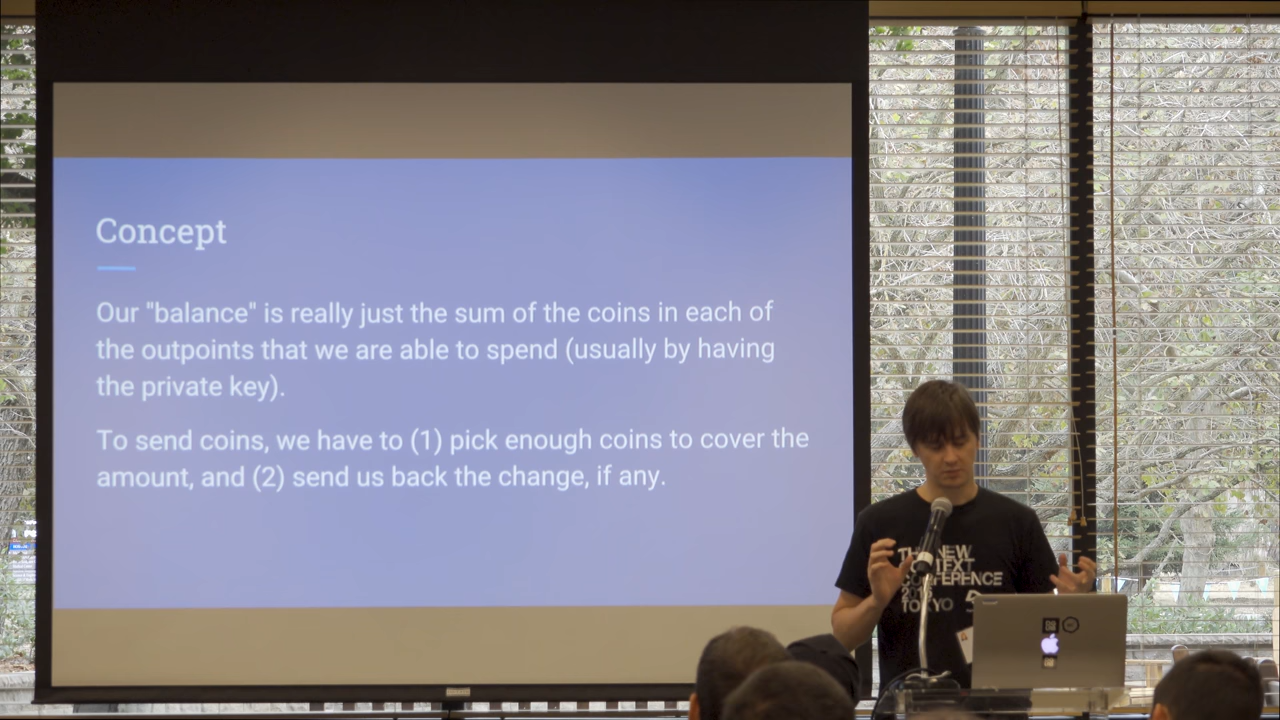 Concept
Our "balance" is really just the sum of the coins in each of
the outpoints that we are able to spend (usually by having
the private key).
To send coins, we have to (1) pick enough coins to cover the
amount, and (2) send us back the change, if any.
NEW
CONFERENCE
TOKYO